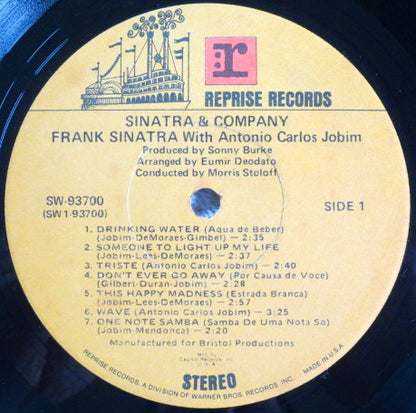 r
REPRISE RECORDS
SINATRA & COMPANY
FRANK SINATRA With Antonio Carlos Jobim
Produced by Sonny Burke
Arranged by Eumir Deodato
Conducted by Morris Stoloff
SW-93700
(SW1-93700)
SIDE 1
1. DRINKING WATER (Aqua de Beber)
(Jobim-DeMoraes-Gimbel) — 2:35
2. SOMEONE TO LIGHT UP MY LIFE
(Jobim-Lees-DeMoraes) — 2:37
3. TRISTE (Antonio Carlos Jobim) — 2:40
4. DON'T EVER GO AWAY (Por Causa de Voce)
(Gilbert-Duran-Jobim) — 2:28
5. THIS HAPPY MADNESS (Estrada Branca)
(Jobim-Lees-DeMoraes) — 2:57
6. WAVE (Antonio Carlos Jobim) — 3:25
7. ONE NOTE SAMBA (Samba De Uma Nota So)
(Jobim-Mendonca) — 2:20
Manufactured for Bristol Productions
Mfd. by
Capitol Records, Inc.
U.S.A.
STEREO
REPRISE RECORDS, A DIVISION OF WARNER BROS. RECORDS, INC. MADE IN U.S.A.